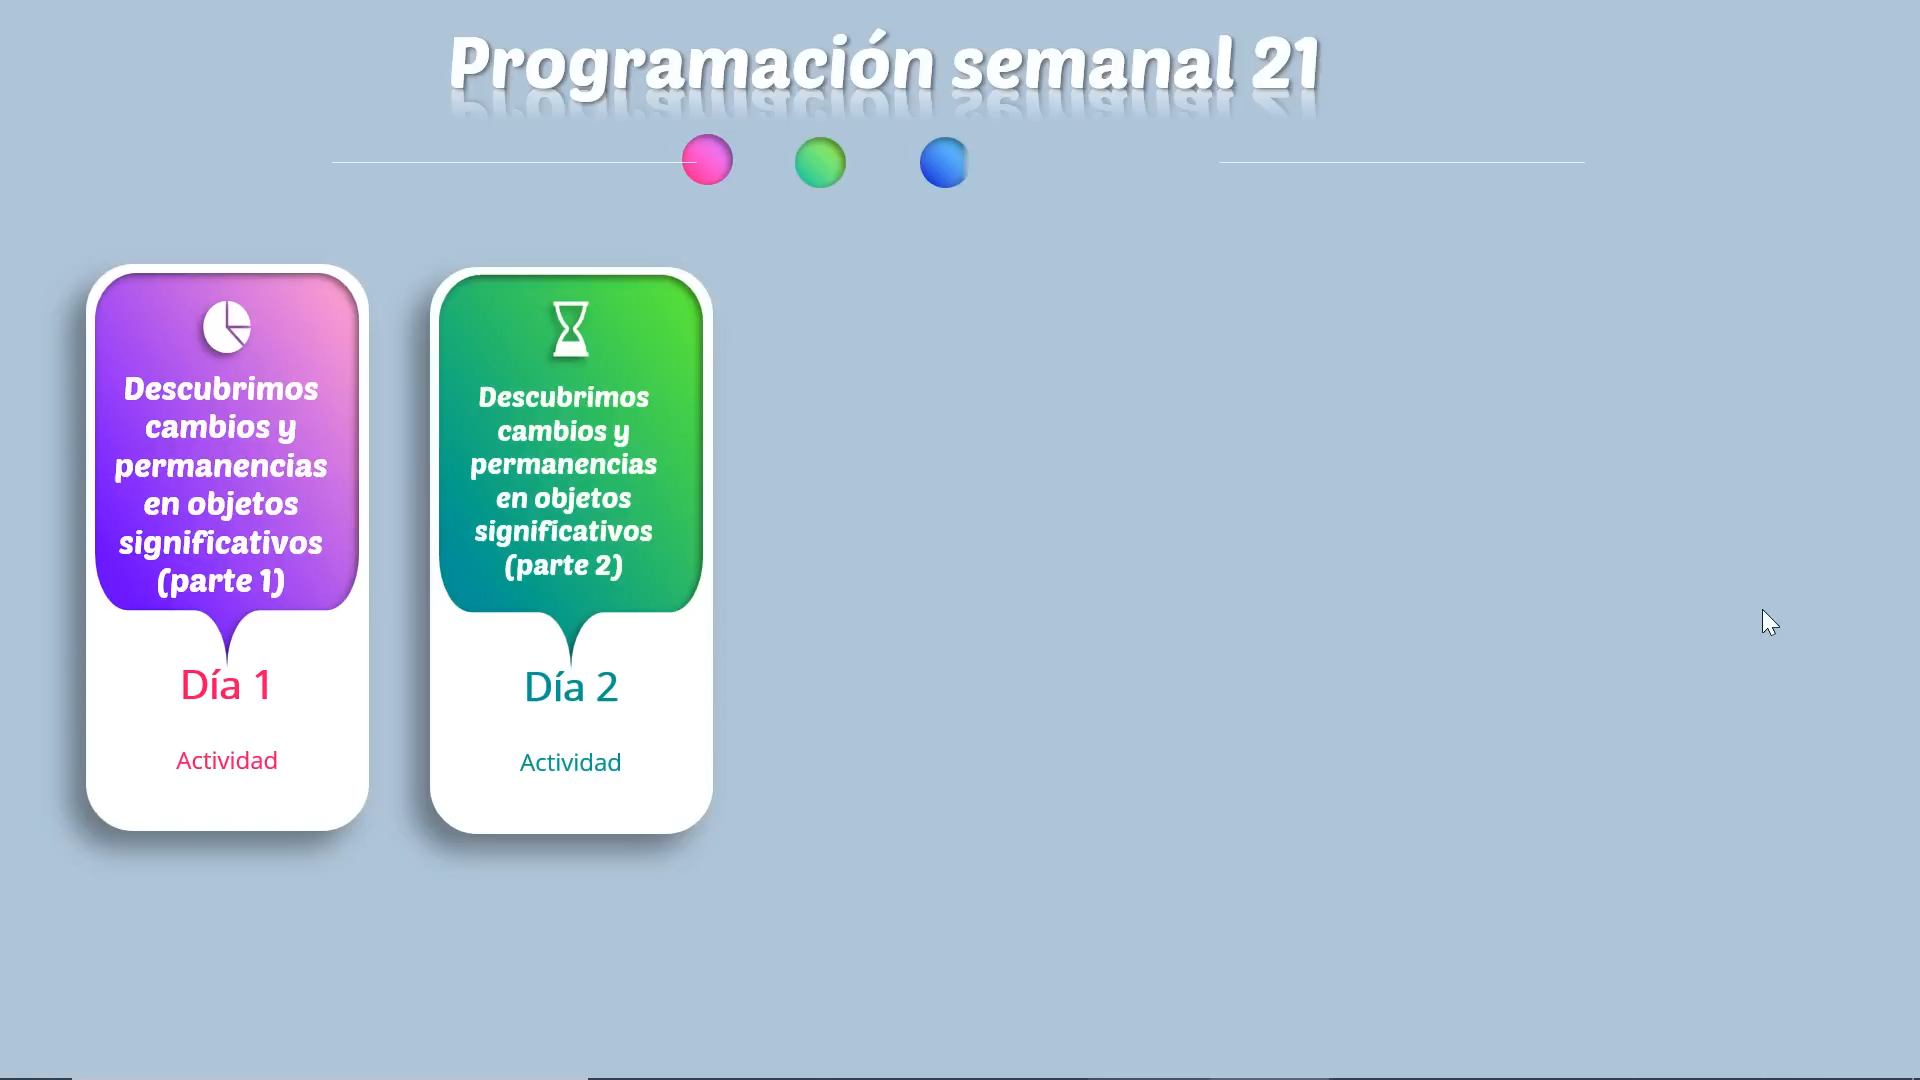 Programación semanal 21
Descubrimos
cambios y
permanencias
en objetos
significativos
(parte 1)
Día 1
Actividad
Descubrimos
cambios y
permanencias
en objetos
significativos
(parte 2)
Día 2
Actividad